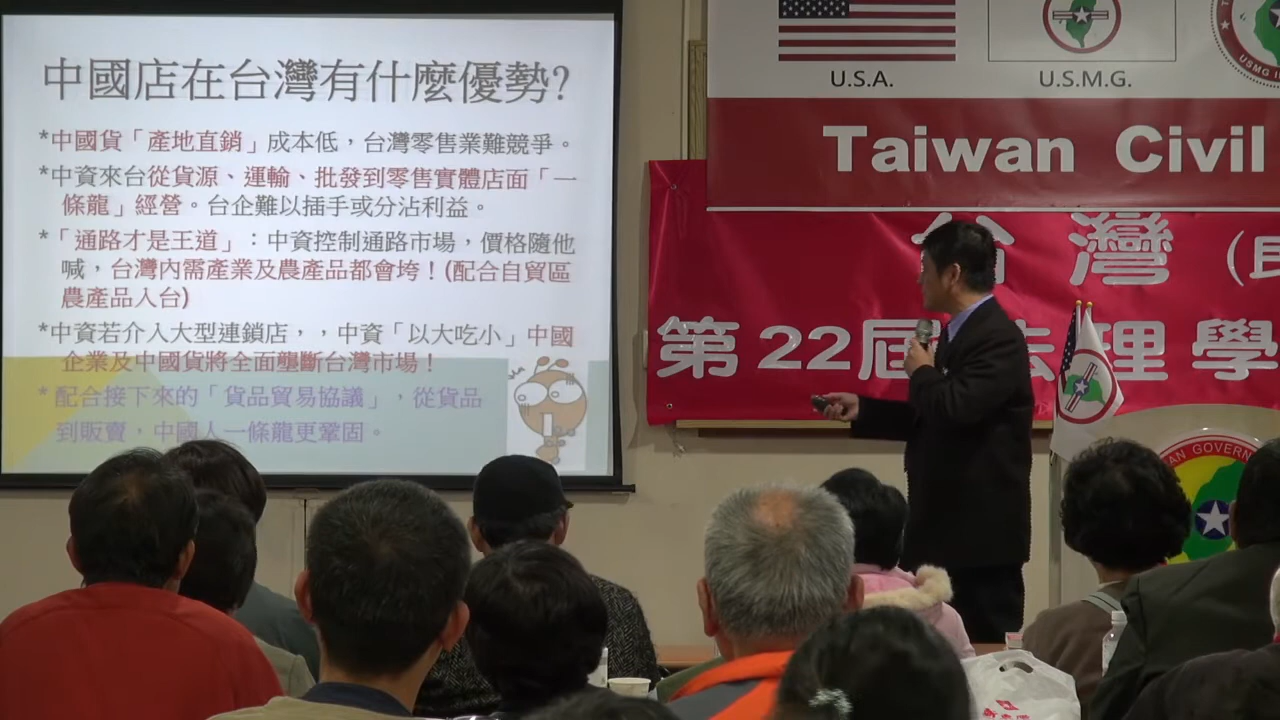 中國店在台灣有什麼優勢?
*中國貨「產地直銷」成本低，台灣零售業難競爭。
*中資來台從貨源、運輸、批發到零售實體店面「一
條龍」經營。台企難以插手或分沾利益。
*「通路才是王道」：中資控制通路市場，價格隨他
喊，台灣內需產業及農產品都會垮！(配合自貿區
農產品入台)
*中資若介入大型連鎖店，，中資「以大吃小」中國
企業及中國貨將全面壟斷台灣市場！
*配合接下來的「貨品貿易協議」，從貨品
到販賣，中國人一條龍更鞏固。
U.S.A.
U.S.M.G.
Taiwan Civil
台灣（民
第22屆法理學